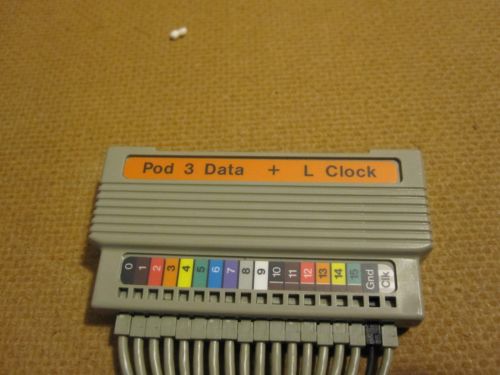 Pod 3 Data + L Clock
0 1 2 3 4 5 6 7 8 9 10 11 12 13 14 15 Gnd Clk